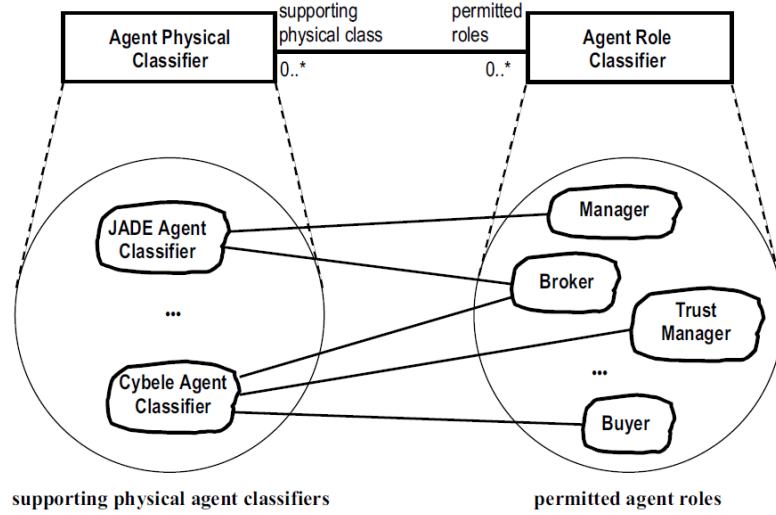 Agent Physical
Classifier
supporting
physical class
0..*
permitted
roles
0..*
Agent Role
Classifier
JADE Agent
Classifier
...
Cybele Agent
Classifier
Manager
Broker
Trust
Manager
...
Buyer
supporting physical agent classifiers
permitted agent roles